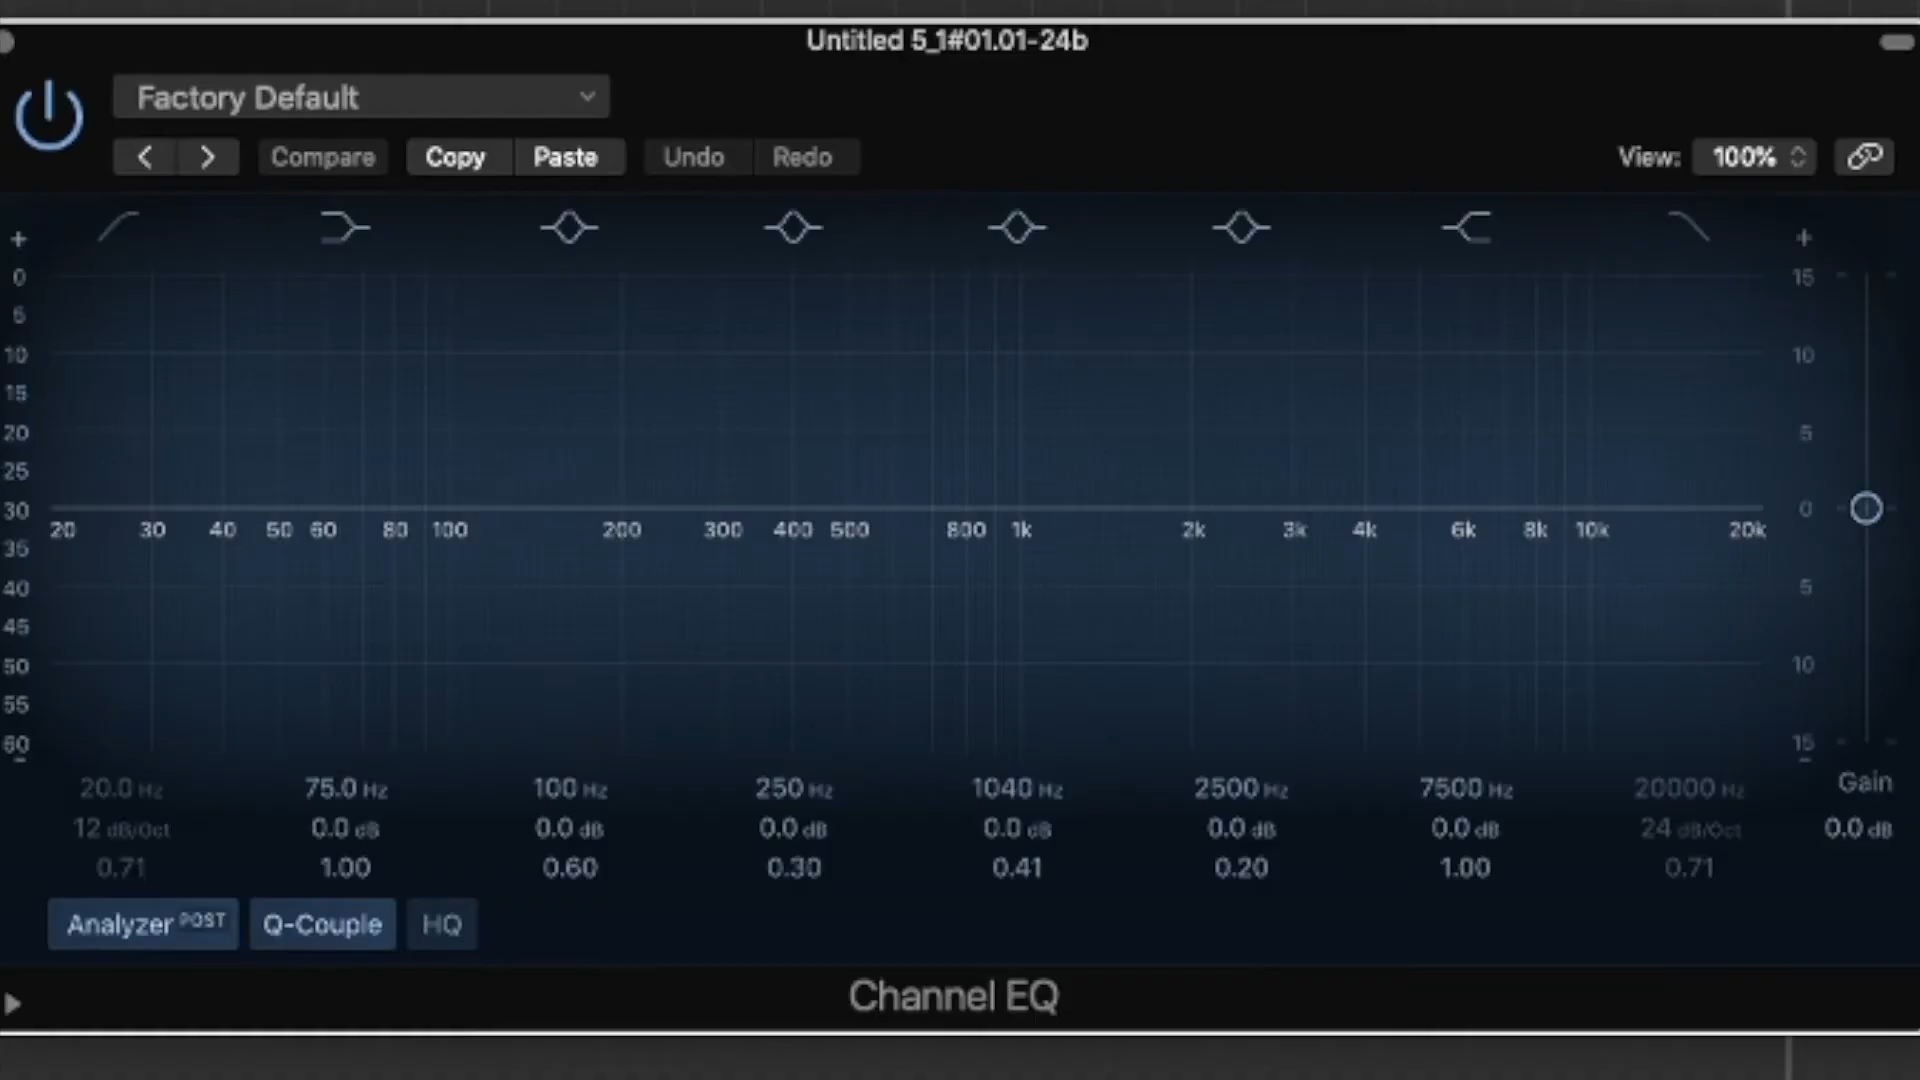 Untitled 5_1#01.01-24b
Factory Default
Compare Copy Paste Undo Redo View: 100%
+ +
0 15
5
10 10
15
20 5
25
30 0
20 30 40 50 60 80 100 200 300 400 500 800 1k 2k 3k 4k 6k 8k 10k 20k
35
40 5
45
50 10
55
60 15
- -
20.0 Hz 75.0 Hz 100 Hz 250 Hz 1040 Hz 2500 Hz 7500 Hz 20000 Hz Gain
12 dB/Oct 0.0 dB 0.0 dB 0.0 dB 0.0 dB 0.0 dB 0.0 dB 24 dB/Oct 0.0 dB
0.71 1.00 0.60 0.30 0.41 0.20 1.00 0.71
Analyzer POST Q-Couple HQ
Channel EQ